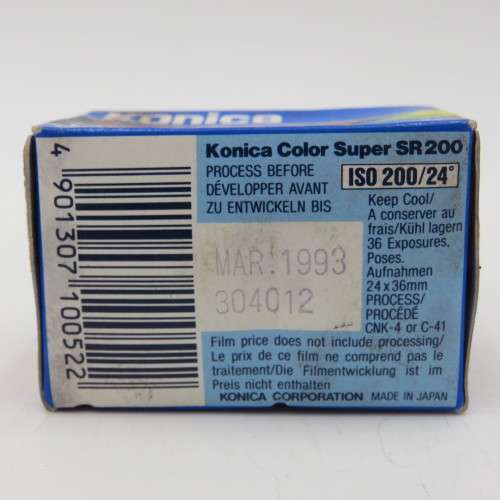 Konica
4 901307 100522
Konica Color Super SR200
PROCESS BEFORE
DÉVELOPPER AVANT
ZU ENTWICKELN BIS
ISO 200/24°
Keep Cool/
A conserver au
frais/Kühl lagern
36 Exposures,
Poses.
Aufnahmen
24x36mm
PROCESS/
PROCÉDÉ
CNK-4 or C-41
MAR.1993
304012
Film price does not include processing/
Le prix de ce film ne comprend pas le
traitement/Die Filmentwicklung ist im
Preis nicht enthalten
KONICA CORPORATION MADE IN JAPAN